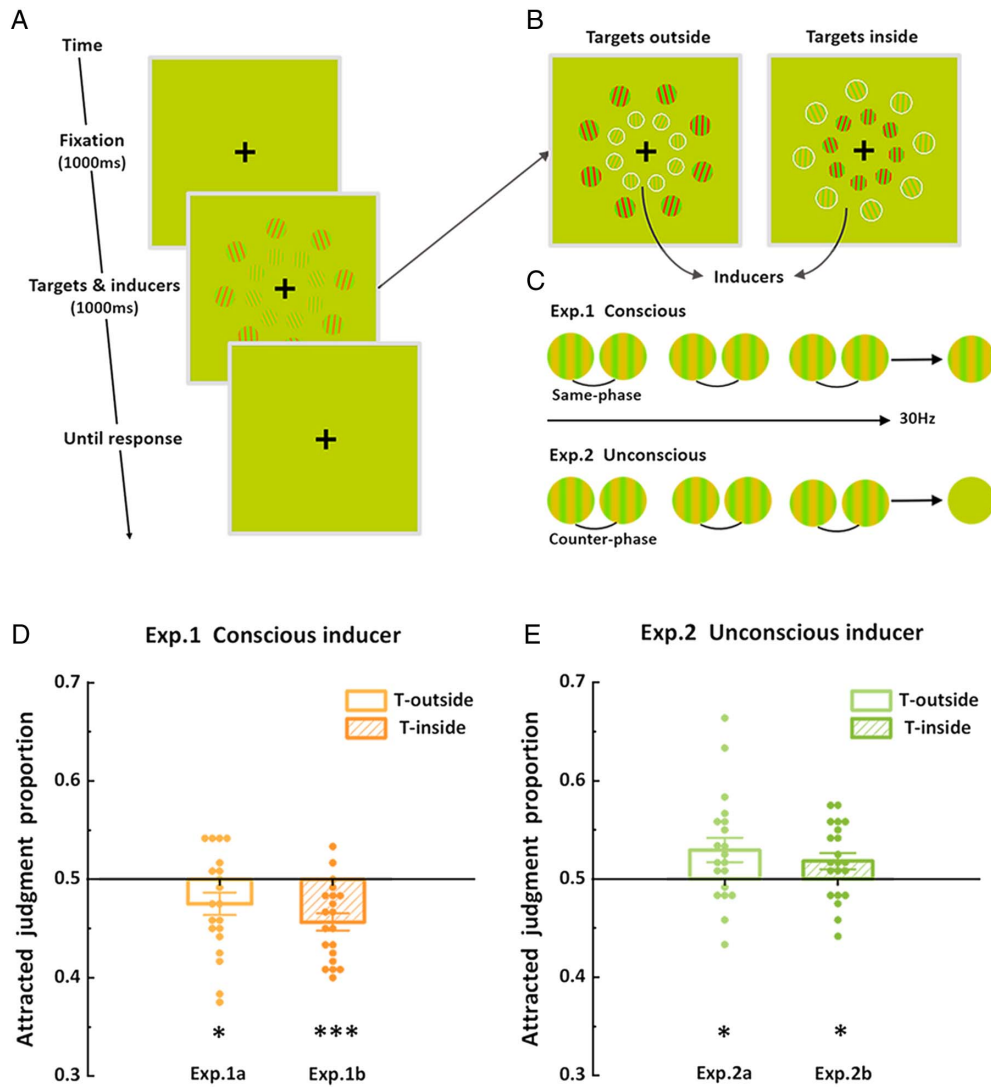 A
Time
Fixation
(1000ms)
Targets & inducers
(1000ms)
Until response
B
Targets outside
Targets inside
Inducers
C
Exp.1 Conscious
Same-phase
30Hz
Exp.2 Unconscious
Counter-phase
D
Exp.1 Conscious inducer
Attracted judgment proportion
0.7
0.6
0.5
0.4
0.3
T-outside
T-inside
*
***
Exp.1a
Exp.1b
E
Exp.2 Unconscious inducer
Attracted judgment proportion
0.7
0.6
0.5
0.4
0.3
T-outside
T-inside
*
*
Exp.2a
Exp.2b